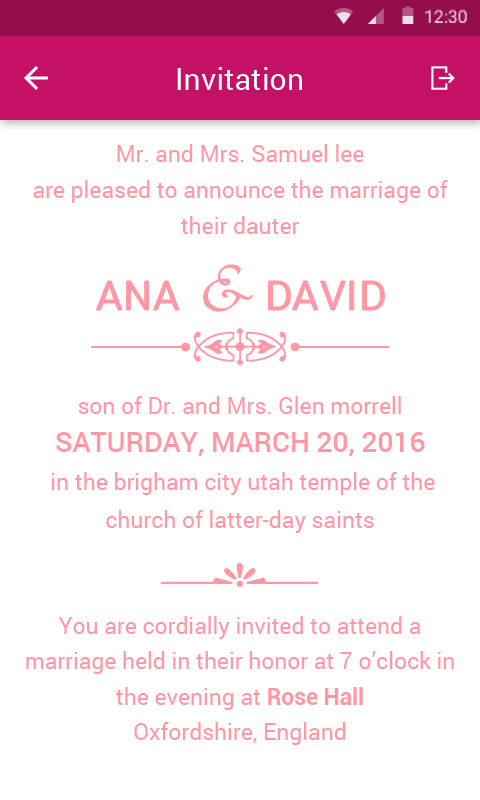 12:30
Invitation
Mr. and Mrs. Samuel lee
are pleased to announce the marriage of
their dauter
ANA & DAVID
son of Dr. and Mrs. Glen morrell
SATURDAY, MARCH 20, 2016
in the brigham city utah temple of the
church of latter-day saints
You are cordially invited to attend a
marriage held in their honor at 7 o’clock in
the evening at Rose Hall
Oxfordshire, England